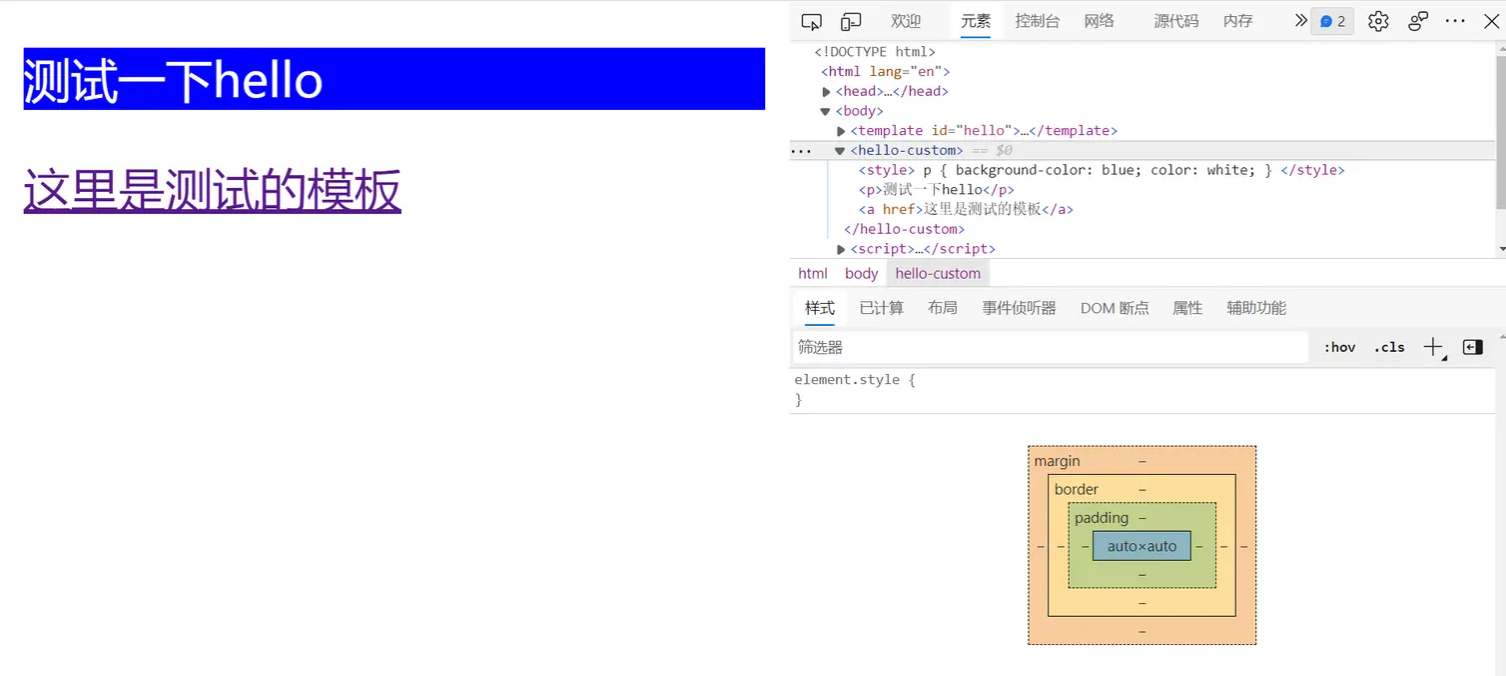 测试一下hello
这里是测试的模板
欢迎 元素 控制台 网络 源代码 内存 2
<!DOCTYPE html>
<html lang="en">
<head>…</head>
<body>
<template id="hello">…</template>
<hello-custom> == $0
<style> p { background-color: blue; color: white; } </style>
<p>测试一下hello</p>
<a href>这里是测试的模板</a>
</hello-custom>
<script>…</script>
html body hello-custom
样式 已计算 布局 事件侦听器 DOM 断点 属性 辅助功能
筛选器 :hov .cls
element.style {
}
margin –
border –
padding –
– – – auto×auto – – –
–
–
–